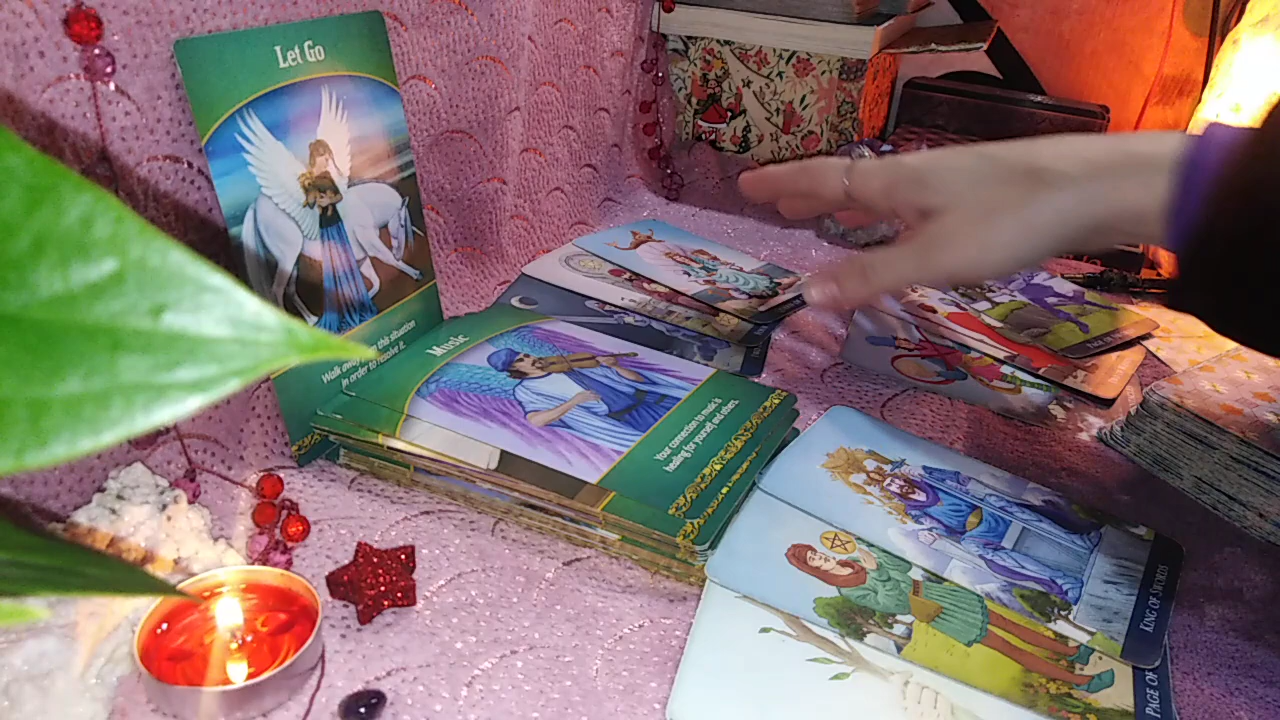 Let Go
Walk away from this situation
in order to resolve it.
Music
Your connection to music is
healing for yourself and others.
KING OF SWORDS
PAGE OF